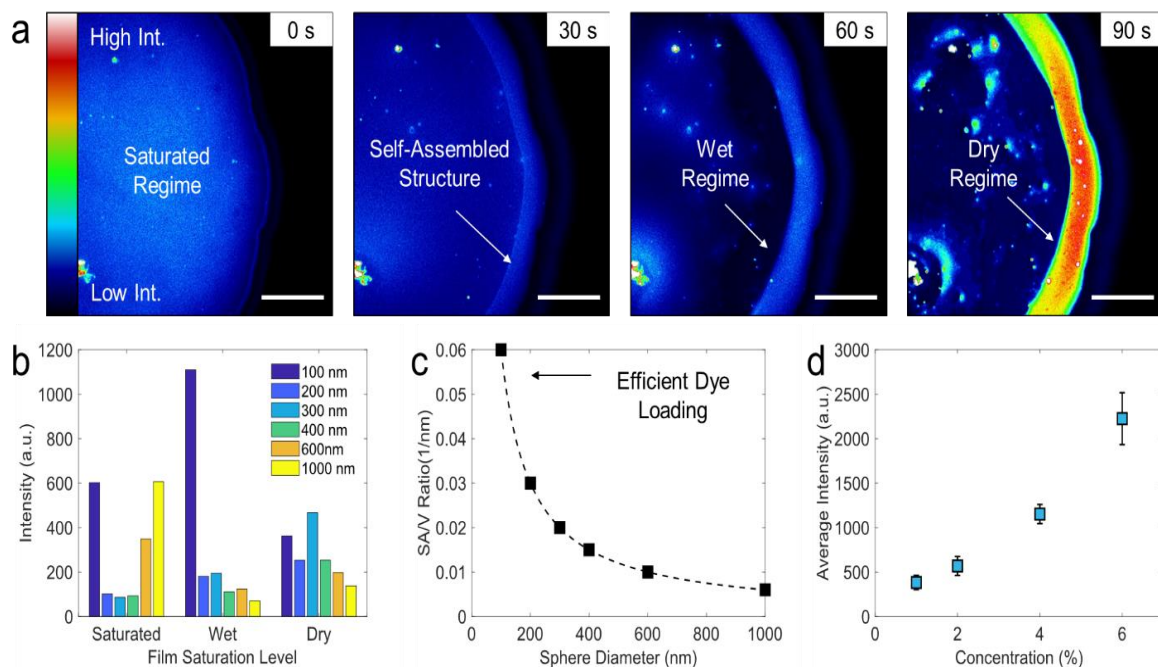 a
High Int.
Low Int.
0 s
Saturated
Regime
30 s
Self-Assembled
Structure
60 s
Wet
Regime
90 s
Dry
Regime
b
1200
1000
800
600
400
200
0
Intensity (a.u.)
100 nm
200 nm
300 nm
400 nm
600nm
1000 nm
Saturated
Wet
Dry
Film Saturation Level
c
0.06
0.05
0.04
0.03
0.02
0.01
0
SA/V Ratio(1/nm)
Efficient Dye
Loading
0
200
400
600
800
1000
Sphere Diameter (nm)
d
3000
2500
2000
1500
1000
500
0
Average Intensity (a.u.)
0
2
4
6
Concentration (%)